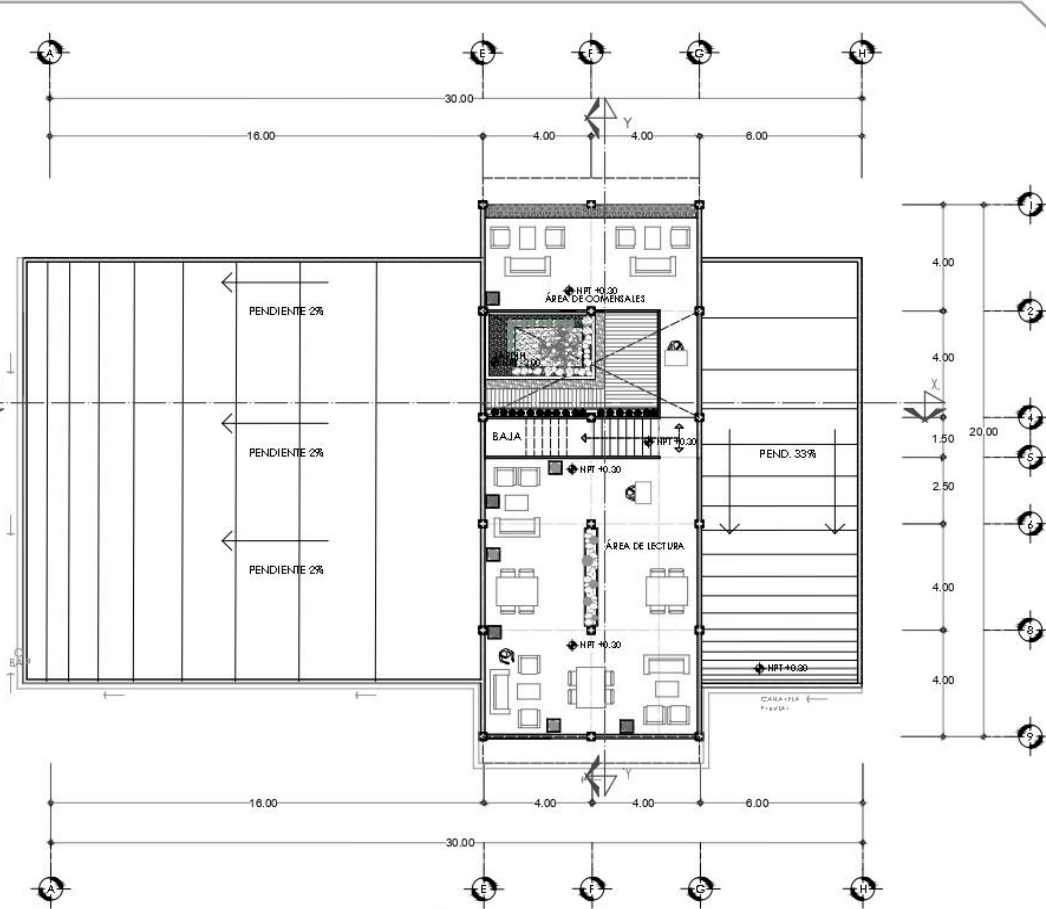 A
E
F
G
H
30.00
Y
16.00
4.00
4.00
6.00
1
4.00
PENDIENTE 2%
NPT +0.30
ÁREA DE COMENSALES
2
4.00
X
4
BAJA
NPT +0.30
1.50
20.00
PENDIENTE 2%
PEND. 33%
5
NPT +0.30
2.50
6
ÁREA DE LECTURA
PENDIENTE 2%
4.00
8
NPT +0.30
NPT +0.30
4.00
9
Y
16.00
4.00
4.00
6.00
30.00
A
E
F
G
H